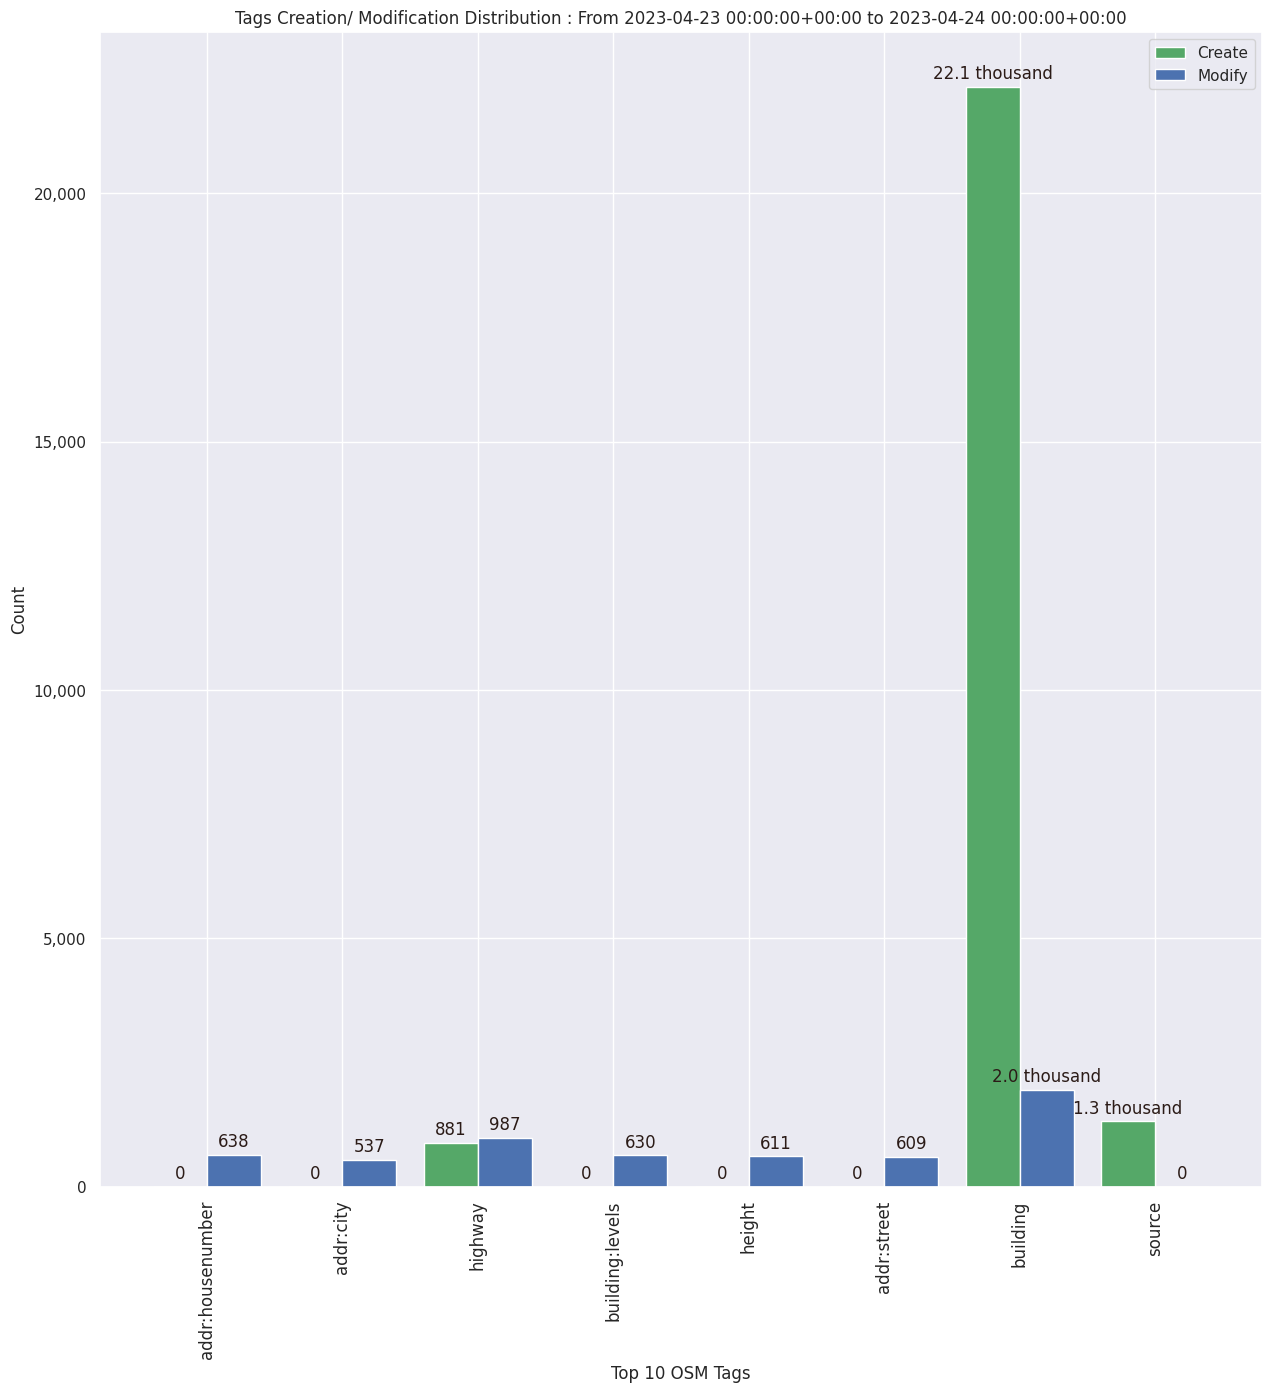 Tags Creation/ Modification Distribution : From 2023-04-23 00:00:00+00:00 to 2023-04-24 00:00:00+00:00
Create
Modify
22.1 thousand
20,000
15,000
10,000
5,000
0
Count
0
638
0
537
881
987
0
630
0
611
0
609
2.0 thousand
1.3 thousand
0
addr:housenumber
addr:city
highway
building:levels
height
addr:street
building
source
Top 10 OSM Tags